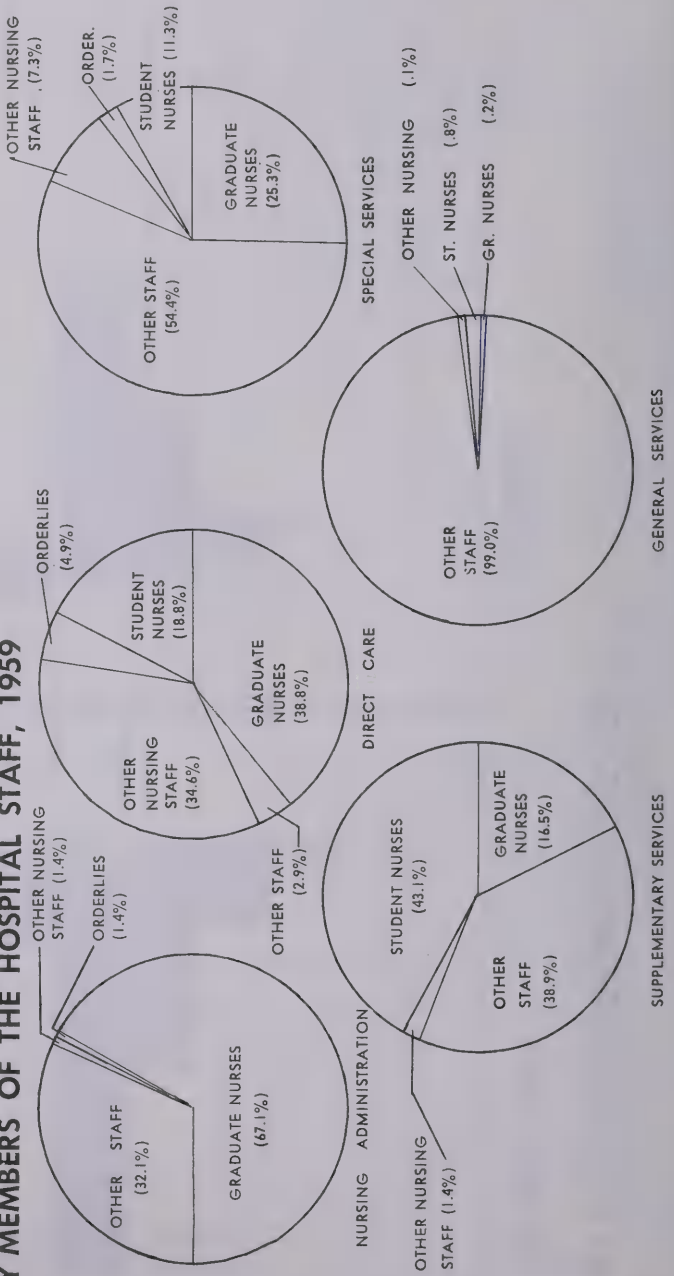 Y MEMBERS OF THE HOSPITAL STAFF, 1959
OTHER NURSING
STAFF (1.4%)
ORDERLIES
(1.4%)
OTHER STAFF
(32.1%)
GRADUATE NURSES
(67.1%)
NURSING ADMINISTRATION
ORDERLIES
(4.9%)
STUDENT
NURSES
(18.8%)
OTHER
NURSING
STAFF
(34.6%)
GRADUATE
NURSES
(38.8%)
OTHER STAFF
(2.9%)
DIRECT CARE
OTHER NURSING
STAFF .(7.3%)
ORDER.
(1.7%)
STUDENT
NURSES (11.3%)
OTHER STAFF
(54.4%)
GRADUATE
NURSES
(25.3%)
SPECIAL SERVICES
STUDENT NURSES
(43.1%)
GRADUATE
NURSES
(16.5%)
OTHER
STAFF
(38.9%)
OTHER NURSING
STAFF (1.4%)
SUPPLEMENTARY SERVICES
OTHER NURSING (.1%)
ST. NURSES (.8%)
GR. NURSES (.2%)
OTHER
STAFF
(99.0%)
GENERAL SERVICES